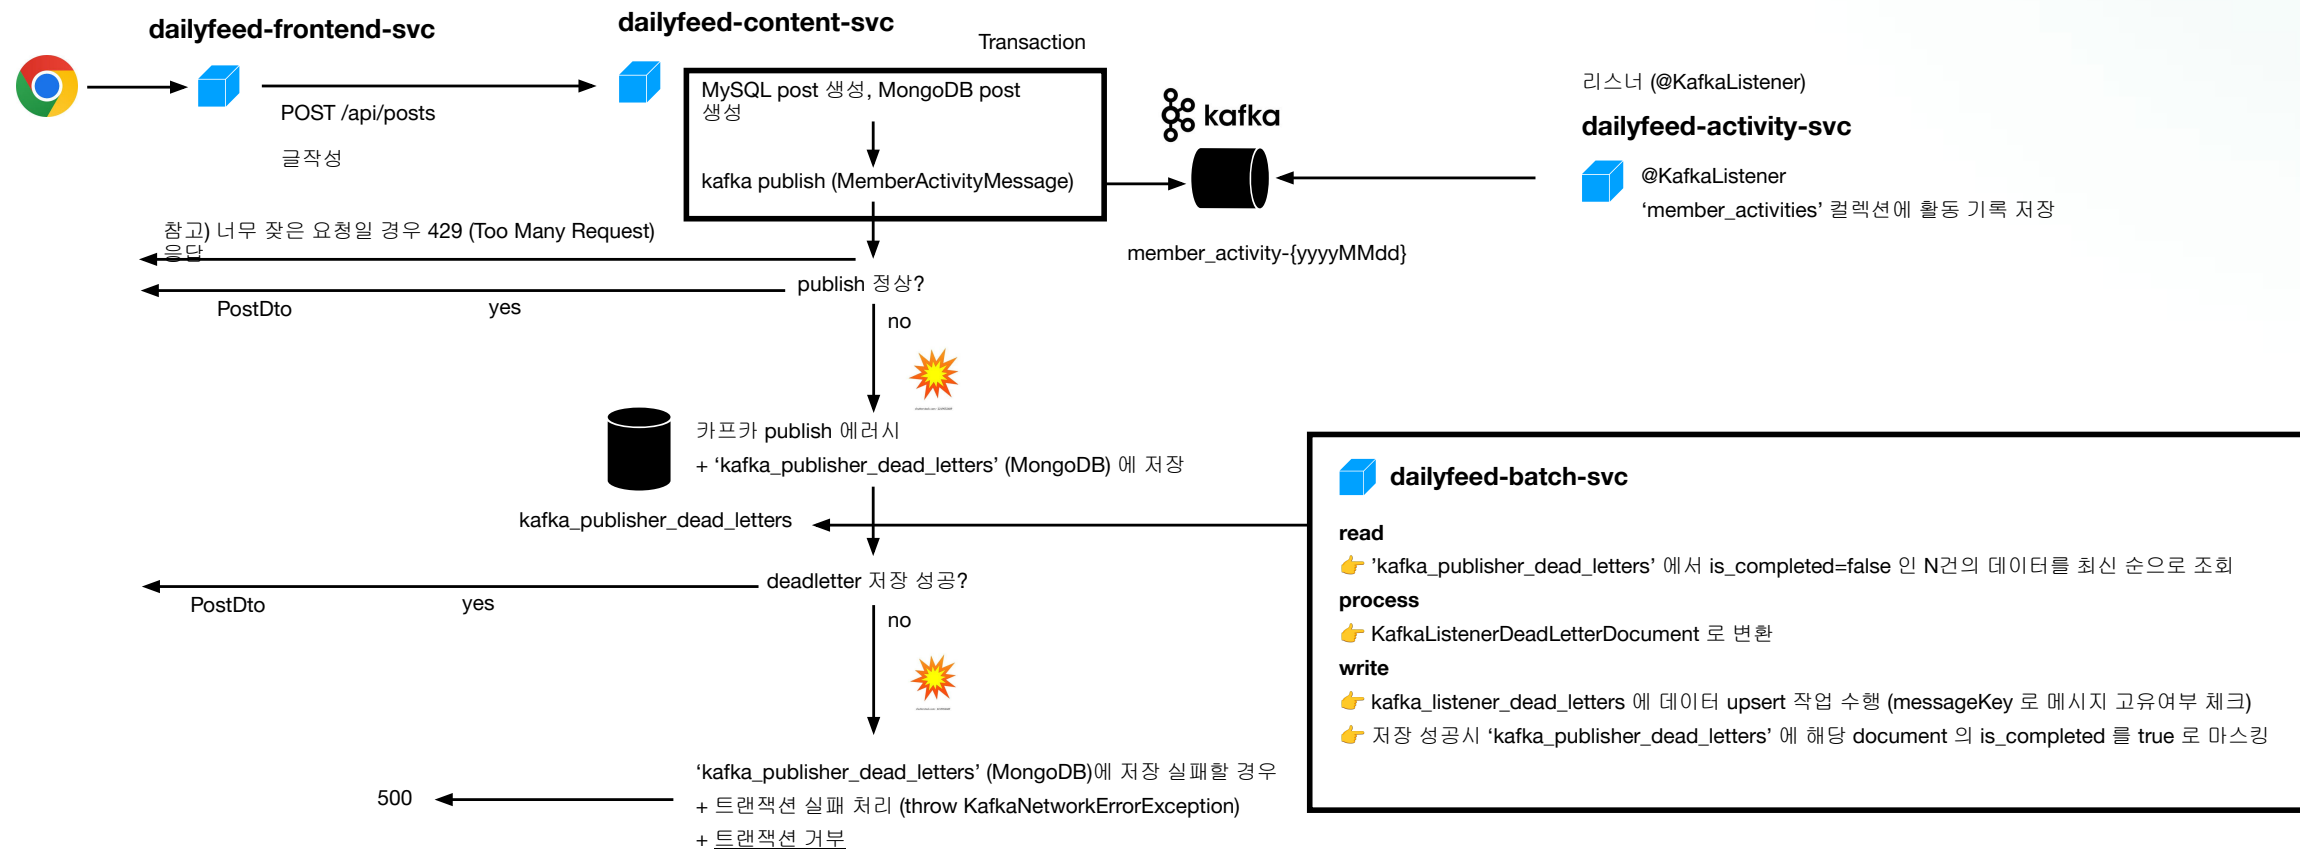 dailyfeed-frontend-svc
dailyfeed-content-svc
Transaction
POST /api/posts
글작성
MySQL post 생성, MongoDB post
생성
kafka publish (MemberActivityMessage)
kafka
member_activity-{yyyyMMdd}
리스너 (@KafkaListener)
dailyfeed-activity-svc
@KafkaListener
‘member_activities’ 컬렉션에 활동 기록 저장
참고) 너무 잦은 요청일 경우 429 (Too Many Request)
응답
publish 정상?
PostDto
yes
no
카프카 publish 에러시
+ ‘kafka_publisher_dead_letters’ (MongoDB) 에 저장
kafka_publisher_dead_letters
deadletter 저장 성공?
PostDto
yes
no
‘kafka_publisher_dead_letters’ (MongoDB)에 저장 실패할 경우
+ 트랜잭션 실패 처리 (throw KafkaNetworkErrorException)
+ 트랜잭션 거부
500
dailyfeed-batch-svc
read
👉 ’kafka_publisher_dead_letters’ 에서 is_completed=false 인 N건의 데이터를 최신 순으로 조회
process
👉 KafkaListenerDeadLetterDocument 로 변환
write
👉 kafka_listener_dead_letters 에 데이터 upsert 작업 수행 (messageKey 로 메시지 고유여부 체크)
👉 저장 성공시 ‘kafka_publisher_dead_letters’ 에 해당 document 의 is_completed 를 true 로 마스킹